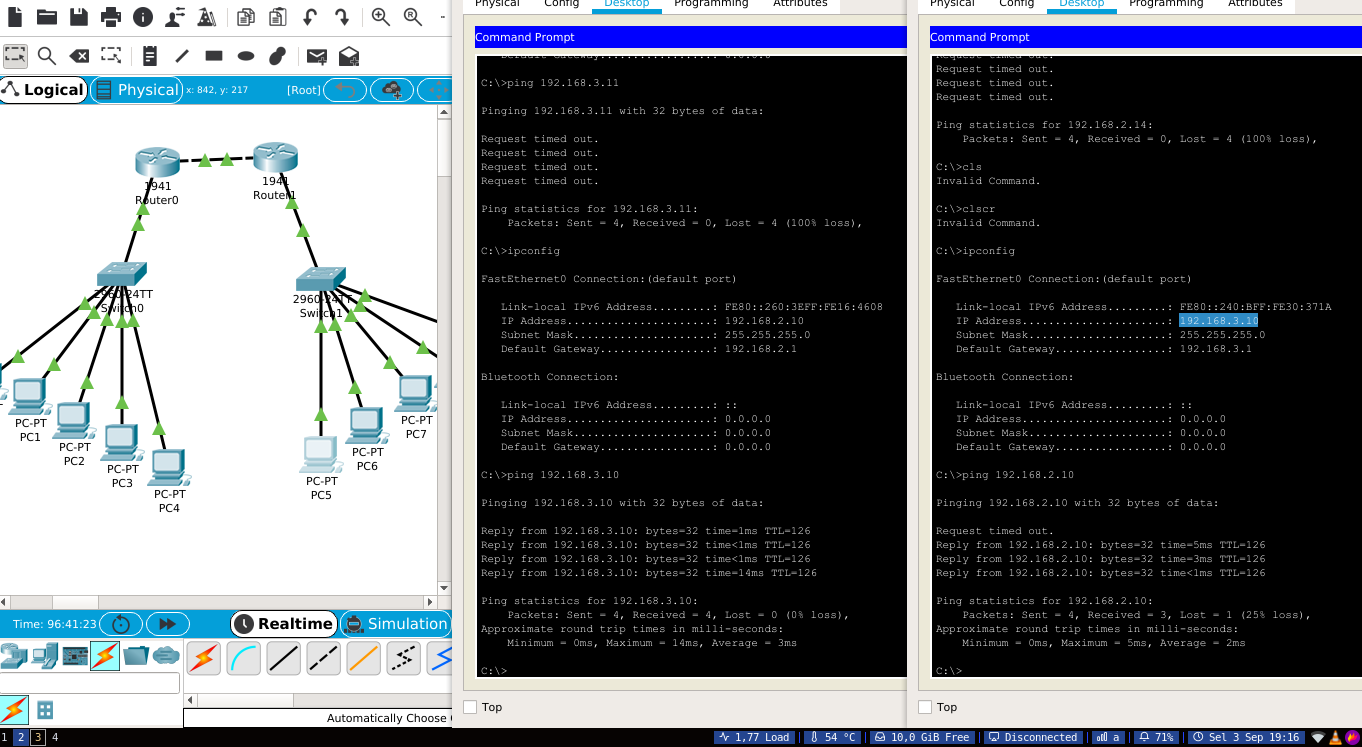 Logical
Physical
x: 842, y: 217
[Root]
1941
Router0
1941
Router1
2960-24TT
Switch0
2960-24TT
Switch1
PC-PT
PC1
PC-PT
PC2
PC-PT
PC3
PC-PT
PC4
PC-PT
PC5
PC-PT
PC6
PC-PT
PC7
Time: 96:41:23
Realtime
Simulation
Automatically Choose
Physical Config Desktop Programming Attributes
Command Prompt
Default Gateway.................: 0.0.0.0
C:\>ping 192.168.3.11
Pinging 192.168.3.11 with 32 bytes of data:
Request timed out.
Request timed out.
Request timed out.
Request timed out.
Ping statistics for 192.168.3.11:
Packets: Sent = 4, Received = 0, Lost = 4 (100% loss),
C:\>ipconfig
FastEthernet0 Connection:(default port)
Link-local IPv6 Address.........: FE80::260:3EFF:FE16:4608
IP Address......................: 192.168.2.10
Subnet Mask.....................: 255.255.255.0
Default Gateway.................: 192.168.2.1
Bluetooth Connection:
Link-local IPv6 Address.........: ::
IP Address......................: 0.0.0.0
Subnet Mask.....................: 0.0.0.0
Default Gateway.................: 0.0.0.0
C:\>ping 192.168.3.10
Pinging 192.168.3.10 with 32 bytes of data:
Reply from 192.168.3.10: bytes=32 time=1ms TTL=126
Reply from 192.168.3.10: bytes=32 time<1ms TTL=126
Reply from 192.168.3.10: bytes=32 time<1ms TTL=126
Reply from 192.168.3.10: bytes=32 time=14ms TTL=126
Ping statistics for 192.168.3.10:
Packets: Sent = 4, Received = 4, Lost = 0 (0% loss),
Approximate round trip times in milli-seconds:
Minimum = 0ms, Maximum = 14ms, Average = 3ms
C:\>
Top
Physical Config Desktop Programming Attributes
Command Prompt
Request timed out.
Request timed out.
Request timed out.
Ping statistics for 192.168.2.14:
Packets: Sent = 4, Received = 0, Lost = 4 (100% loss),
C:\>cls
Invalid Command.
C:\>clscr
Invalid Command.
C:\>ipconfig
FastEthernet0 Connection:(default port)
Link-local IPv6 Address.........: FE80::240:BFF:FE30:371A
IP Address......................: 192.168.3.10
Subnet Mask.....................: 255.255.255.0
Default Gateway.................: 192.168.3.1
Bluetooth Connection:
Link-local IPv6 Address.........: ::
IP Address......................: 0.0.0.0
Subnet Mask.....................: 0.0.0.0
Default Gateway.................: 0.0.0.0
C:\>ping 192.168.2.10
Pinging 192.168.2.10 with 32 bytes of data:
Request timed out.
Reply from 192.168.2.10: bytes=32 time=5ms TTL=126
Reply from 192.168.2.10: bytes=32 time=3ms TTL=126
Reply from 192.168.2.10: bytes=32 time<1ms TTL=126
Ping statistics for 192.168.2.10:
Packets: Sent = 4, Received = 3, Lost = 1 (25% loss),
Approximate round trip times in milli-seconds:
Minimum = 0ms, Maximum = 5ms, Average = 2ms
C:\>
Top
1 2 3 4
1,77 Load
54 °C
10,0 GiB Free
Disconnected
a
71%
Sel 3 Sep 19:16